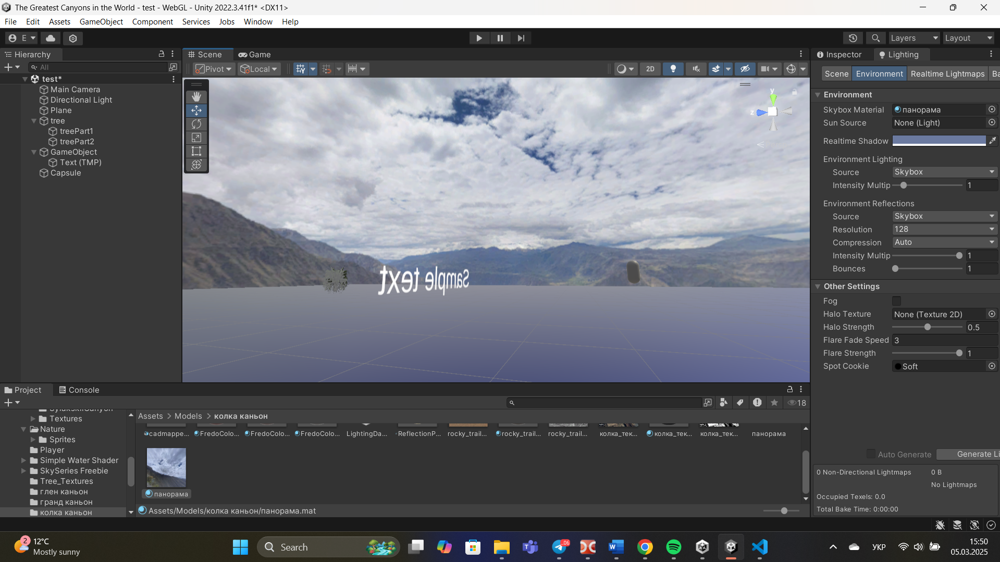 The Greatest Canyons in the World - test - WebGL - Unity 2022.3.41f1* <DX11>
File Edit Assets GameObject Component Services Jobs Window Help
E Layers Layout
Hierarchy
All
test*
Main Camera
Directional Light
Plane
tree
treePart1
treePart2
GameObject
Text (TMP)
Capsule
Scene Game
Pivot Local 2D
y
z
Sample text
Inspector Lighting
Scene Environment Realtime Lightmaps Ba
Environment
Skybox Material панорама
Sun Source None (Light)
Realtime Shadow
Environment Lighting
Source Skybox
Intensity Multip 1
Environment Reflections
Source Skybox
Resolution 128
Compression Auto
Intensity Multip 1
Bounces 1
Other Settings
Fog
Halo Texture None (Texture 2D)
Halo Strength 0.5
Flare Fade Speed 3
Flare Strength 1
Spot Cookie Soft
Auto Generate Generate Li
0 Non-Directional Lightmaps 0 B
No Lightmaps
Occupied Texels: 0.0
Total Bake Time: 0:00:00
Project Console
18
Textures
Nature
Sprites
Player
Simple Water Shader
SkySeries Freebie
Tree_Textures
глен каньон
гранд каньон
колка каньон
Assets > Models > колка каньон
cadmappe... FredoColo... FredoColo... FredoColo... LightingDa... ReflectionP... rocky_trail... rocky_trail... rocky_trail... колка_тек... колка_тек... колка_тек... панорама
панорама
Assets/Models/колка каньон/панорама.mat
2
12°C
Mostly sunny
Search
.06
УКР
15:50
05.03.2025